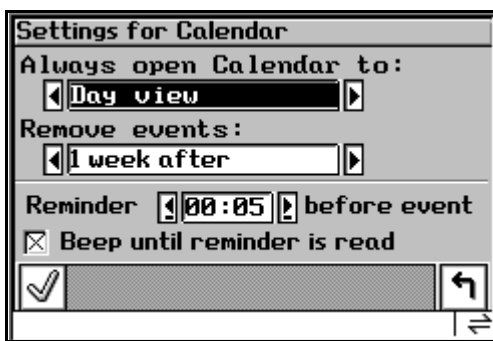 Settings for Calendar
Always open Calendar to:
Day view
Remove events:
1 week after
Reminder 00:05 before event
Beep until reminder is read